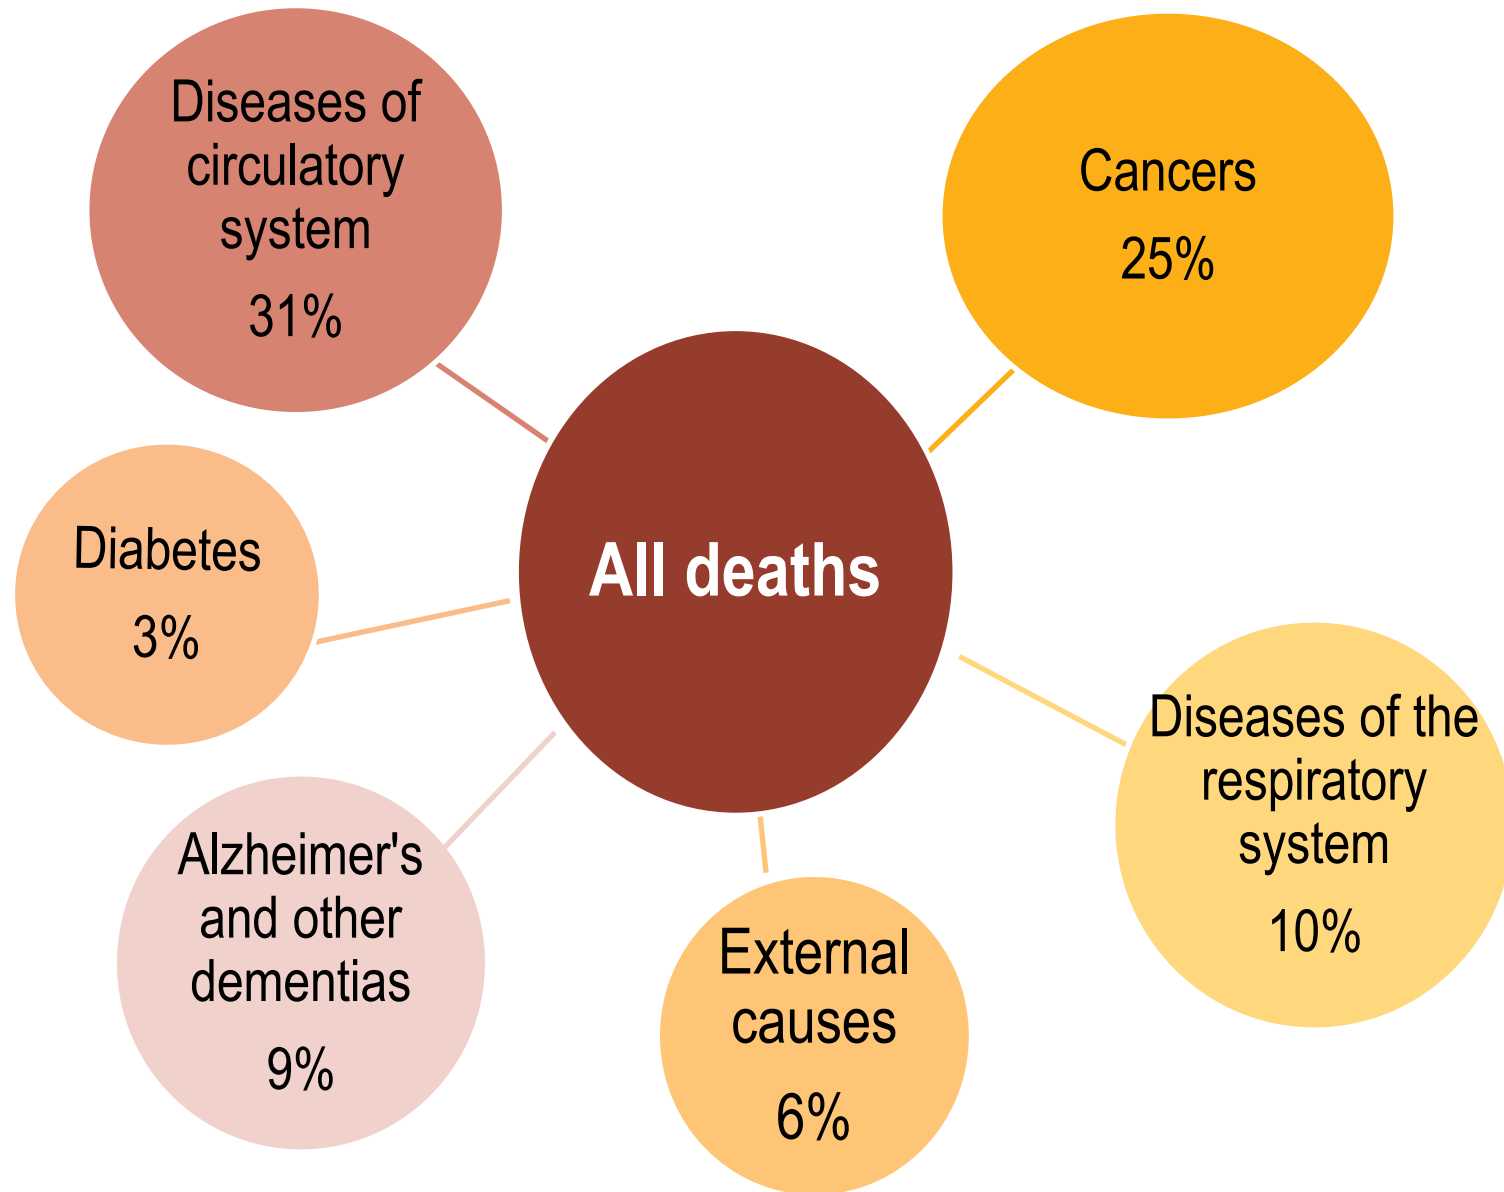 Diseases of
circulatory
system
31%
Cancers
25%
All deaths
Diabetes
3%
Diseases of the
respiratory
system
10%
Alzheimer's
and other
dementias
9%
External
causes
6%